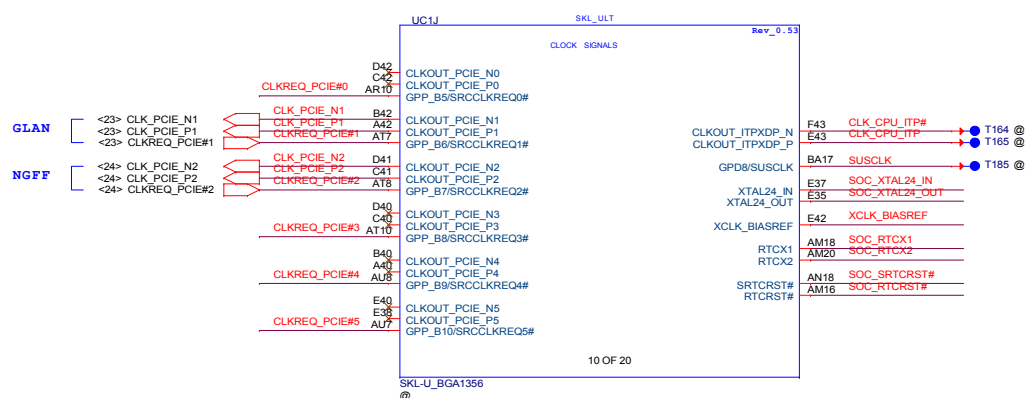 UC1J
SKL_ULT
Rev_0.53
CLOCK SIGNALS
D42 CLKOUT_PCIE_N0
C42 CLKOUT_PCIE_P0
CLKREQ_PCIE#0 AR10 GPP_B5/SRCCLKREQ0#
GLAN
<23> CLK_PCIE_N1 CLK_PCIE_N1 B42 CLKOUT_PCIE_N1
<23> CLK_PCIE_P1 CLK_PCIE_P1 A42 CLKOUT_PCIE_P1
<23> CLKREQ_PCIE#1 CLKREQ_PCIE#1 AT7 GPP_B6/SRCCLKREQ1#
NGFF
<24> CLK_PCIE_N2 CLK_PCIE_N2 D41 CLKOUT_PCIE_N2
<24> CLK_PCIE_P2 CLK_PCIE_P2 C41 CLKOUT_PCIE_P2
<24> CLKREQ_PCIE#2 CLKREQ_PCIE#2 AT8 GPP_B7/SRCCLKREQ2#
D40 CLKOUT_PCIE_N3
C40 CLKOUT_PCIE_P3
CLKREQ_PCIE#3 AT10 GPP_B8/SRCCLKREQ3#
B40 CLKOUT_PCIE_N4
A40 CLKOUT_PCIE_P4
CLKREQ_PCIE#4 AU8 GPP_B9/SRCCLKREQ4#
E40 CLKOUT_PCIE_N5
E38 CLKOUT_PCIE_P5
CLKREQ_PCIE#5 AU7 GPP_B10/SRCCLKREQ5#
CLKOUT_ITPXDP_N F43 CLK_CPU_ITP# T164 @
CLKOUT_ITPXDP_P E43 CLK_CPU_ITP T165 @
GPD8/SUSCLK BA17 SUSCLK T185 @
XTAL24_IN E37 SOC_XTAL24_IN
XTAL24_OUT E35 SOC_XTAL24_OUT
XCLK_BIASREF E42 XCLK_BIASREF
RTCX1 AM18 SOC_RTCX1
RTCX2 AM20 SOC_RTCX2
SRTCRST# AN18 SOC_SRTCRST#
RTCRST# AM16 SOC_RTCRST#
10 OF 20
SKL-U_BGA1356
@